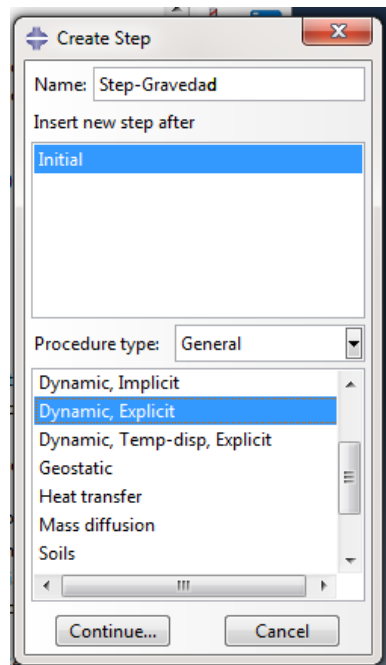 Create Step
Name: Step-Gravedad
Insert new step after
Initial
Procedure type: General
Dynamic, Implicit
Dynamic, Explicit
Dynamic, Temp-disp, Explicit
Geostatic
Heat transfer
Mass diffusion
Soils
Continue... Cancel